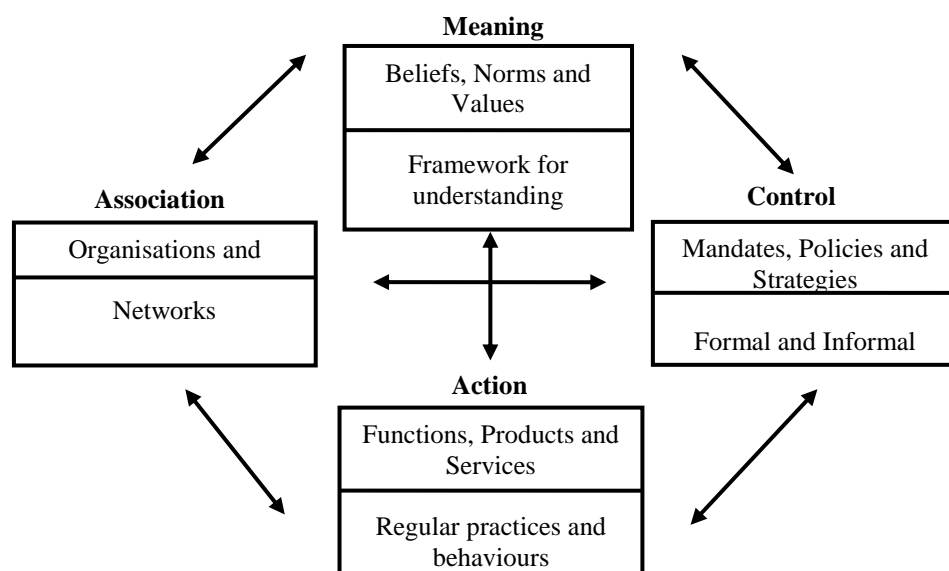 Meaning
Beliefs, Norms and
Values
Framework for
understanding
Association
Organisations and
Networks
Control
Mandates, Policies and
Strategies
Formal and Informal
Action
Functions, Products and
Services
Regular practices and
behaviours